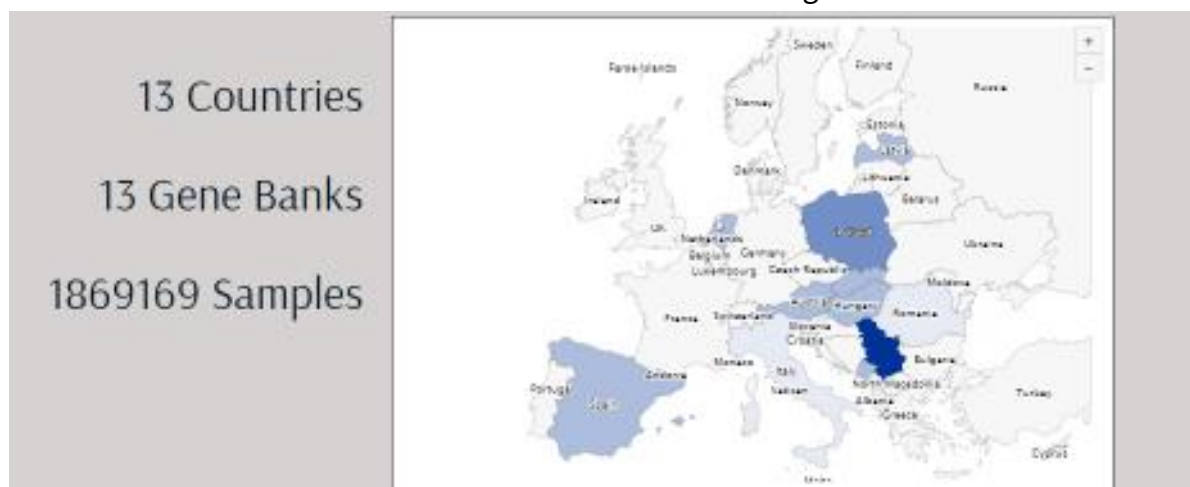 13 Countries
13 Gene Banks
1869169 Samples
Sweden
Finland
Faroe Islands
Russia
Norway
Estonia
Latvia
Denmark
Lithuania
Ireland
Belarus
UK
Poland
Netherlands
Ukraine
Belgium
Germany
Luxembourg
Czech Republic
Moldova
Austria
Hungary
France
Switzerland
Romania
Slovenia
Croatia
Monaco
Italy
Bulgaria
Andorra
Vatican
North Macedonia
Portugal
Spain
Albania
Turkey
Greece
Cyprus
+
−